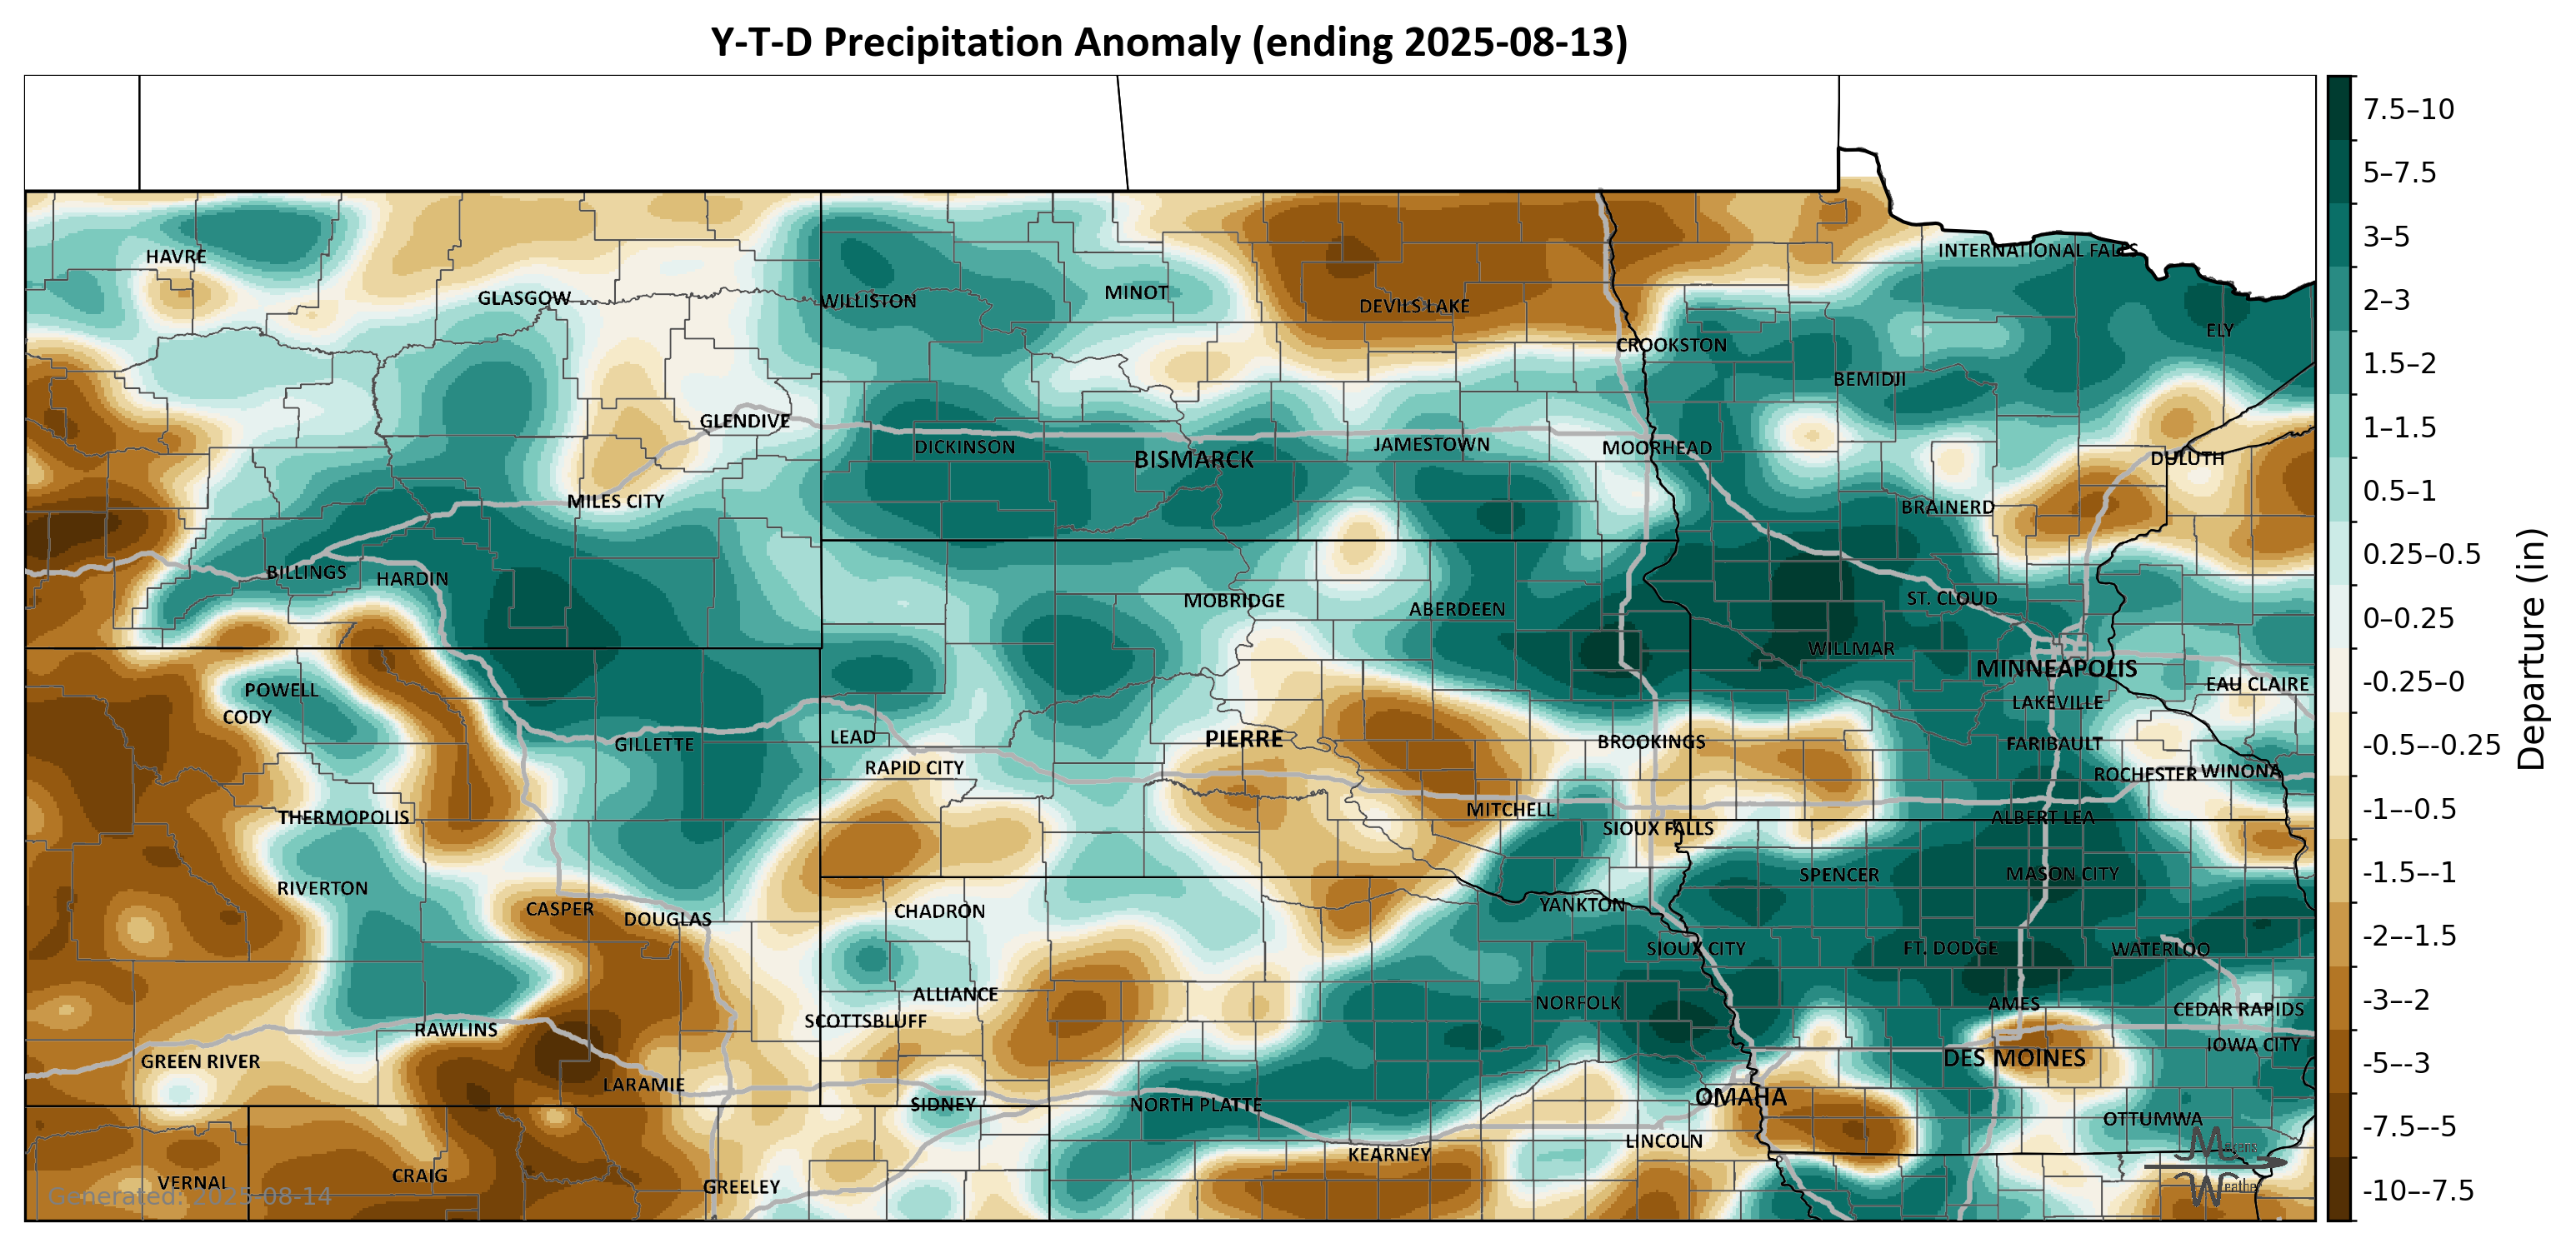 Y-T-D Precipitation Anomaly (ending 2025-08-13)
HAVRE
GLASGOW
WILLISTON
MINOT
DEVILS LAKE
INTERNATIONAL FALLS
ELY
CROOKSTON
BEMIDJI
GLENDIVE
DICKINSON
BISMARCK
JAMESTOWN
MOORHEAD
DULUTH
MILES CITY
BRAINERD
BILLINGS
HARDIN
MOBRIDGE
ABERDEEN
ST. CLOUD
WILLMAR
MINNEAPOLIS
POWELL
EAU CLAIRE
CODY
LAKEVILLE
GILLETTE
LEAD
PIERRE
BROOKINGS
FARIBAULT
RAPID CITY
ROCHESTER
WINONA
THERMOPOLIS
MITCHELL
SIOUX FALLS
ALBERT LEA
RIVERTON
SPENCER
MASON CITY
CASPER
DOUGLAS
CHADRON
YANKTON
SIOUX CITY
FT. DODGE
WATERLOO
ALLIANCE
NORFOLK
AMES
CEDAR RAPIDS
SCOTTSBLUFF
RAWLINS
IOWA CITY
GREEN RIVER
DES MOINES
LARAMIE
SIDNEY
NORTH PLATTE
OMAHA
OTTUMWA
LINCOLN
KEARNEY
VERNAL
CRAIG
GREELEY
Generated: 2025-08-14
7.5–10
5–7.5
3–5
2–3
1.5–2
1–1.5
0.5–1
0.25–0.5
0–0.25
-0.25–0
-0.5–-0.25
-1–-0.5
-1.5–-1
-2–-1.5
-3–-2
-5–-3
-7.5–-5
-10–-7.5
Departure (in)